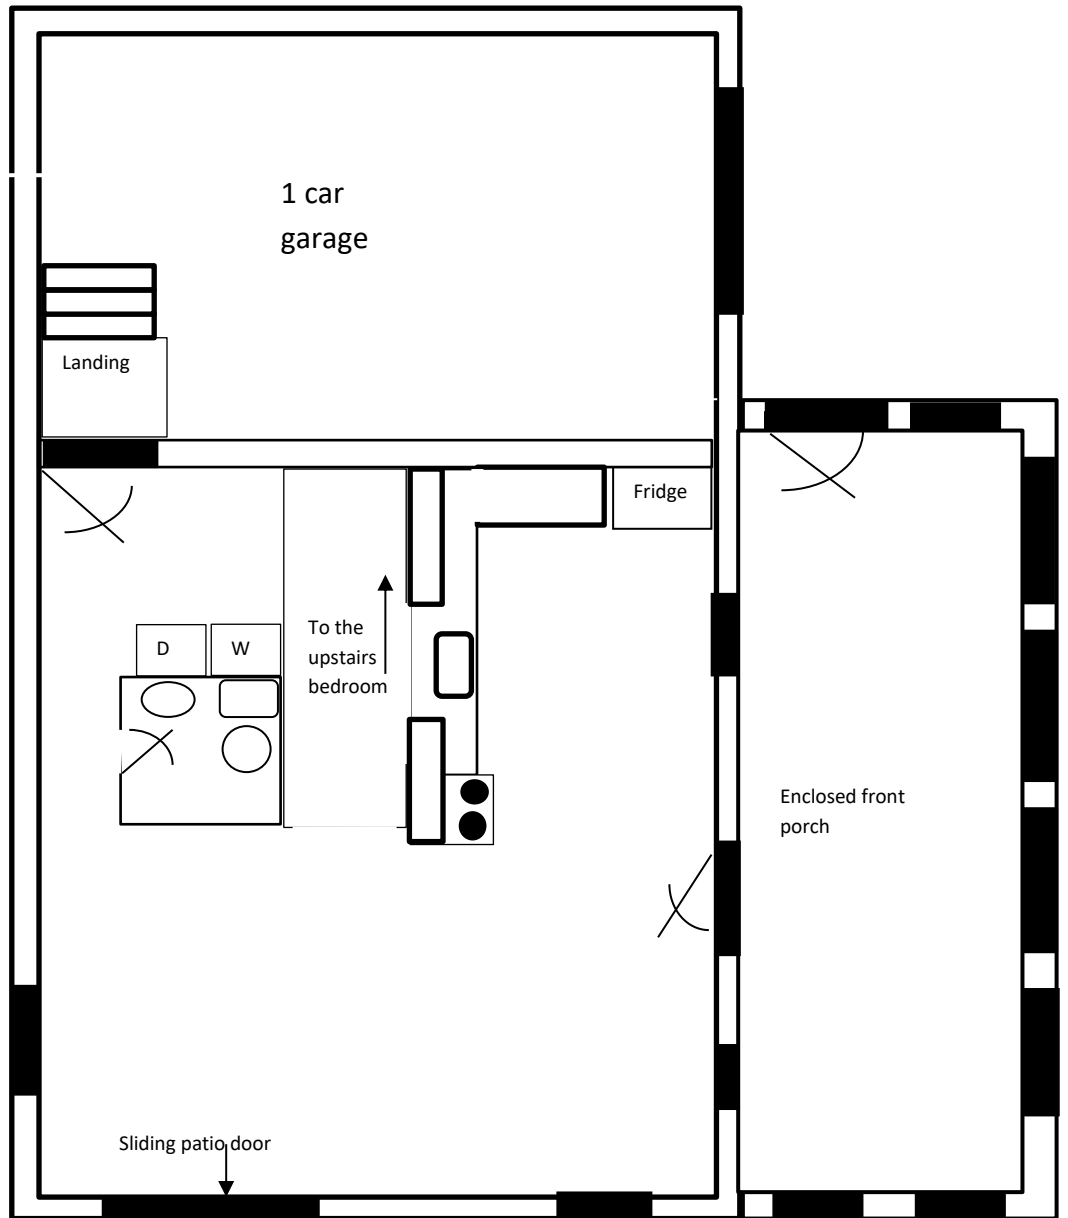 1 car
garage
Landing
Fridge
To the
upstairs
bedroom
D
W
Enclosed front
porch
Sliding patio door